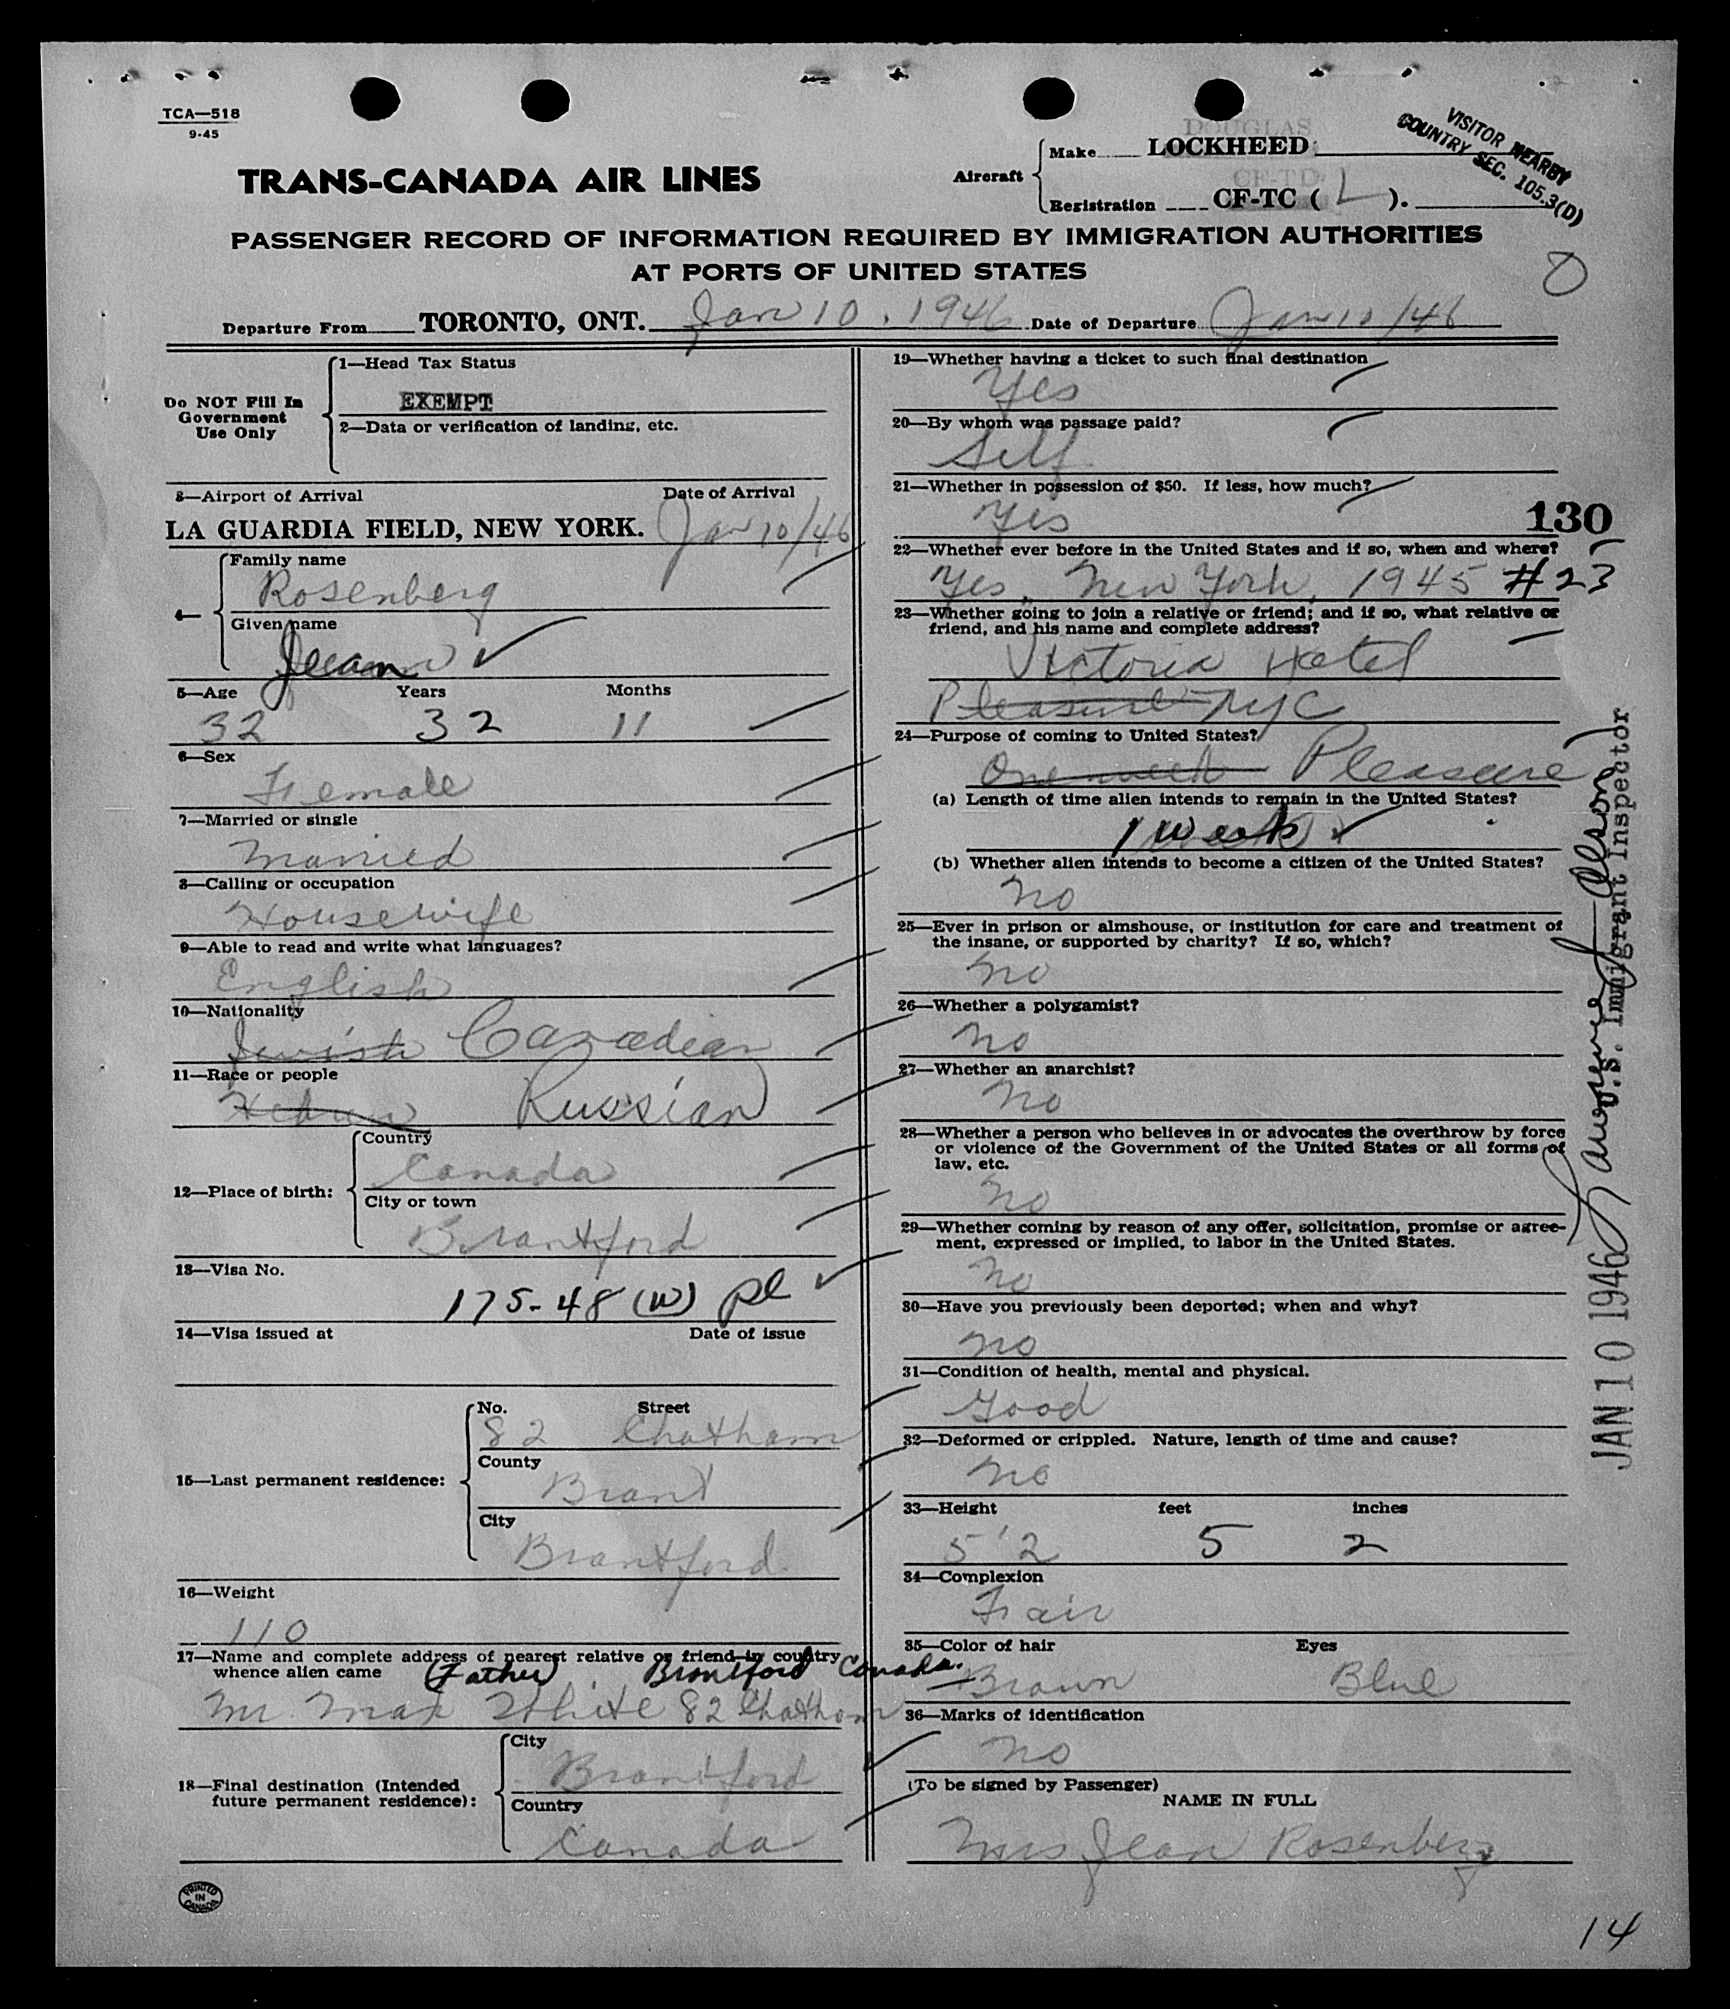 TCA—518
9-45
TRANS-CANADA AIR LINES
DOUGLAS
Aircraft
Make LOCKHEED
CF-TD
Registration CF-TC ( L ).
VISITOR NEARBY
COUNTRY SEC. 105.3(D)
PASSENGER RECORD OF INFORMATION REQUIRED BY IMMIGRATION AUTHORITIES
AT PORTS OF UNITED STATES
Departure From TORONTO, ONT. Jan 10, 1946 Date of Departure Jan 10/46
Do NOT Fill In
Government
Use Only
1—Head Tax Status
EXEMPT
2—Data or verification of landing, etc.
3—Airport of Arrival Date of Arrival
LA GUARDIA FIELD, NEW YORK. Jan 10/46
4—
Family name
Rosenberg
Given name
Jean
5—Age Years Months
32 32 11
6—Sex
Female
7—Married or single
Married
8—Calling or occupation
Housewife
9—Able to read and write what languages?
English
10—Nationality
Jewish Canadian
11—Race or people
Hebrew Russian
12—Place of birth:
Country
Canada
City or town
Brantford
13—Visa No.
175-48 (W) pl
14—Visa issued at Date of issue
15—Last permanent residence:
No. Street
82 Chatham
County
Brant
City
Brantford
16—Weight
110
17—Name and complete address of nearest relative or friend in country
whence alien came (Father) Brantford Canada.
Mr. Max White 82 Chatham
18—Final destination (Intended
future permanent residence):
City
Brantford
Country
Canada
19—Whether having a ticket to such final destination
Yes
20—By whom was passage paid?
Self
21—Whether in possession of $50. If less, how much?
Yes
130
22—Whether ever before in the United States and if so, when and where?
Yes, New York, 1945 #23
23—Whether going to join a relative or friend; and if so, what relative or
friend, and his name and complete address?
Victoria Hotel
Pleasure NYC
24—Purpose of coming to United States?
One week Pleasure
(a) Length of time alien intends to remain in the United States?
1 week
(b) Whether alien intends to become a citizen of the United States?
No
25—Ever in prison or almshouse, or institution for care and treatment of
the insane, or supported by charity? If so, which?
No
26—Whether a polygamist?
No
27—Whether an anarchist?
No
28—Whether a person who believes in or advocates the overthrow by force
or violence of the Government of the United States or all forms of
law, etc.
No
29—Whether coming by reason of any offer, solicitation, promise or agree-
ment, expressed or implied, to labor in the United States.
No
30—Have you previously been deported; when and why?
No
31—Condition of health, mental and physical.
Good
32—Deformed or crippled. Nature, length of time and cause?
No
33—Height feet inches
5'2 5 2
34—Complexion
Fair
35—Color of hair Eyes
Brown Blue
36—Marks of identification
No
(To be signed by Passenger)
NAME IN FULL
Mrs Jean Rosenberg
U.S. Immigrant Inspector
JAN 10 1946
PRINTED
IN
CANADA
14